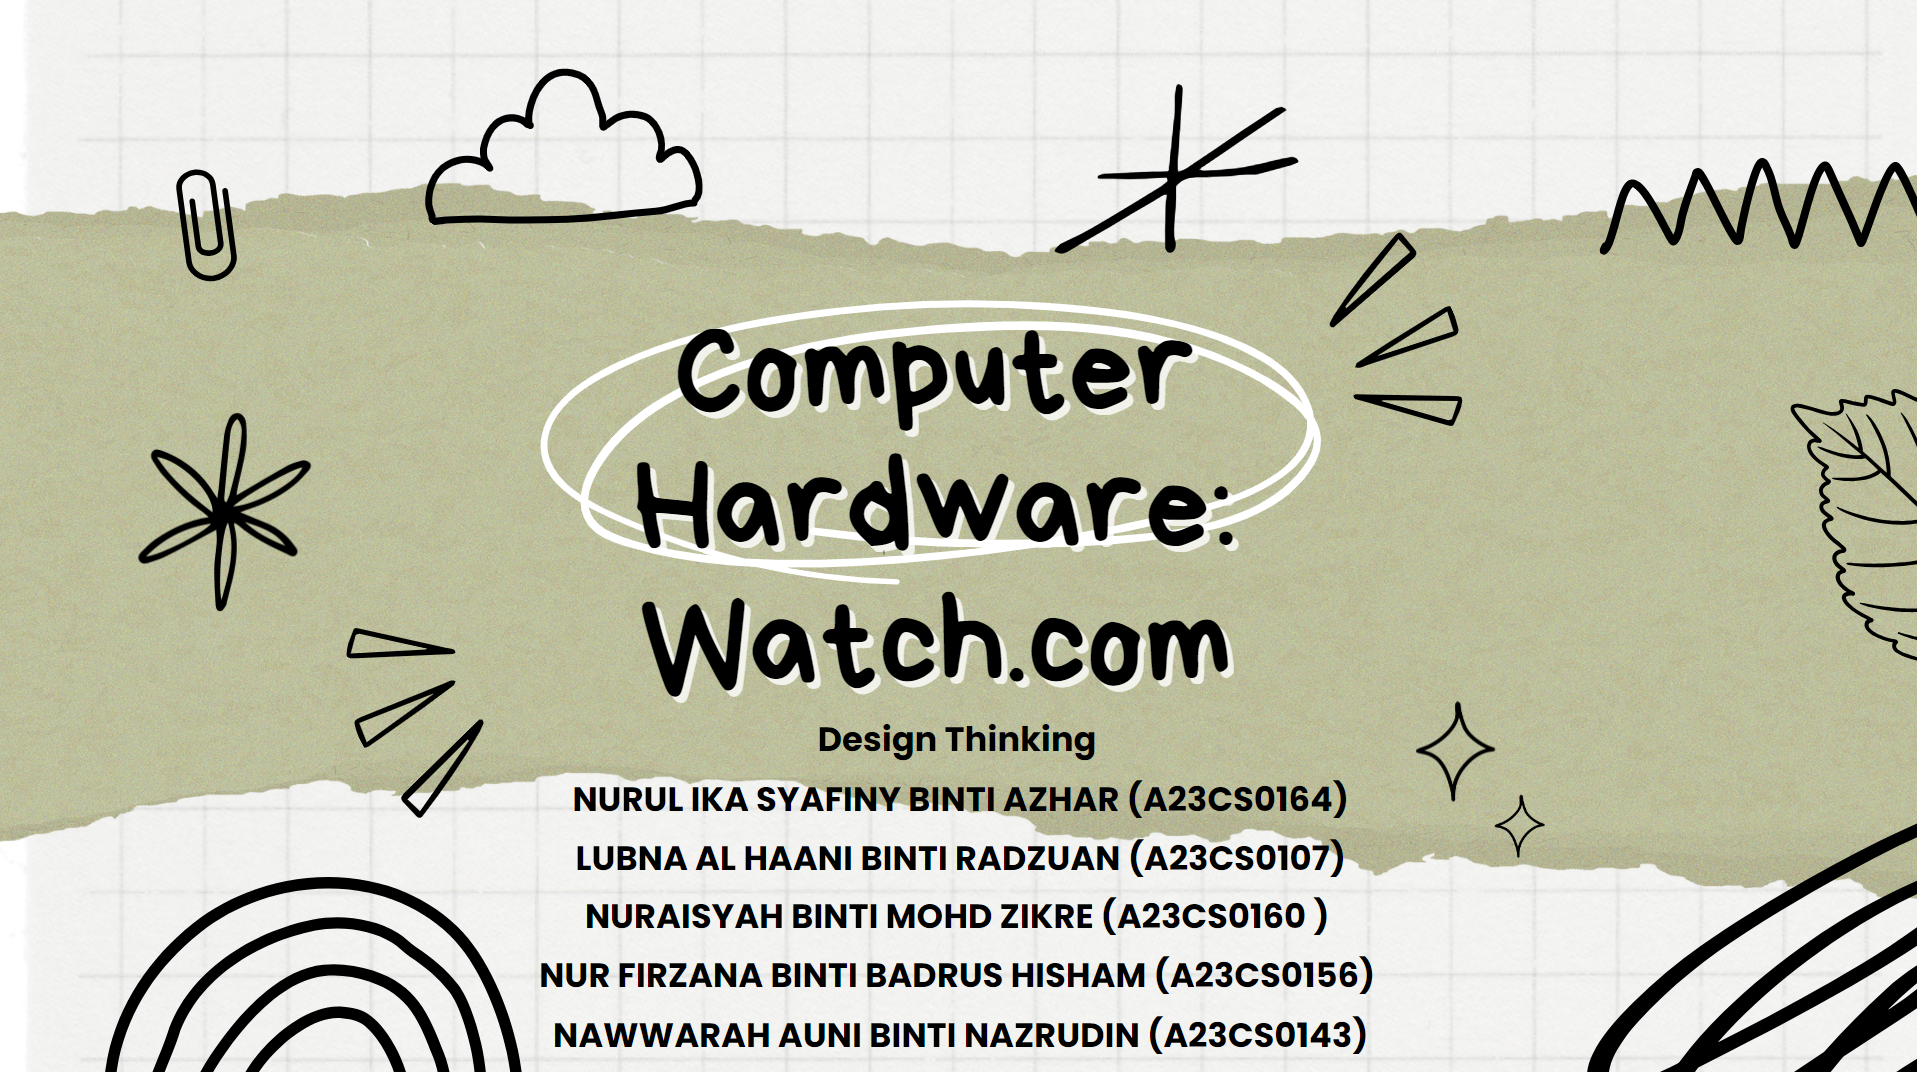 Computer
Hardware:
Watch.com
Design Thinking
NURUL IKA SYAFINY BINTI AZHAR (A23CS0164)
LUBNA AL HAANI BINTI RADZUAN (A23CS0107)
NURAISYAH BINTI MOHD ZIKRE (A23CS0160 )
NUR FIRZANA BINTI BADRUS HISHAM (A23CS0156)
NAWWARAH AUNI BINTI NAZRUDIN (A23CS0143)